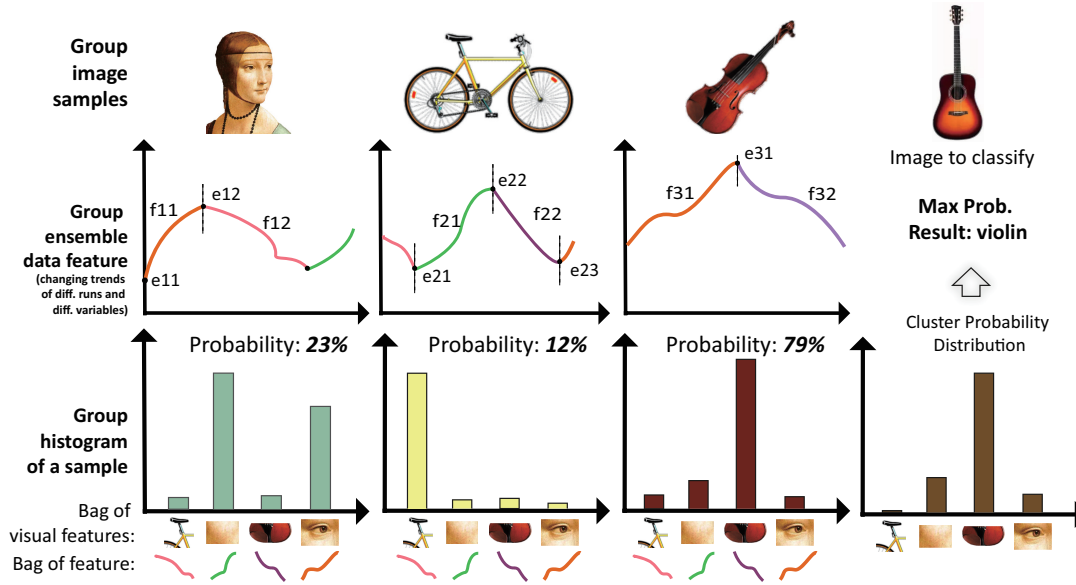 Group
image
samples
Image to classify
Max Prob.
Result: violin
Cluster Probability
Distribution
Group
ensemble
data feature
(changing trends
of diff. runs and
diff. variables)
f11
e12
f12
e11
e22
f21
f22
e21
e23
e31
f31
f32
Probability: 23%
Probability: 12%
Probability: 79%
Group
histogram
of a sample
Bag of
visual features:
Bag of feature: